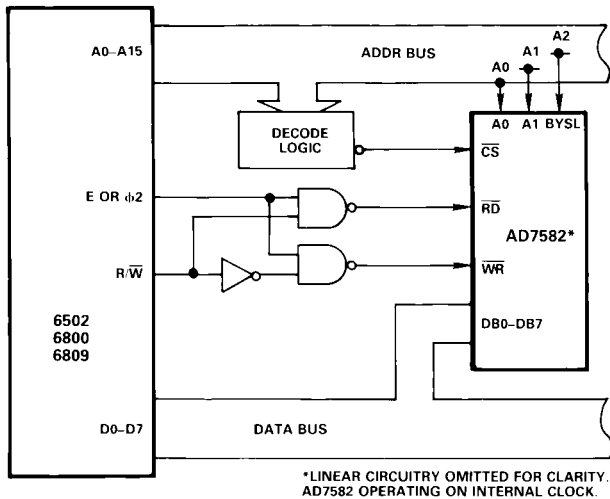 A0–A15
ADDR BUS
A0
A1
A2
A0 A1 BYSL
DECODE
LOGIC
CS̅
E OR ϕ2
RD̅
AD7582*
R/W̅
WR̅
6502
6800
6809
DB0–DB7
D0–D7
DATA BUS
*LINEAR CIRCUITRY OMITTED FOR CLARITY.
AD7582 OPERATING ON INTERNAL CLOCK.